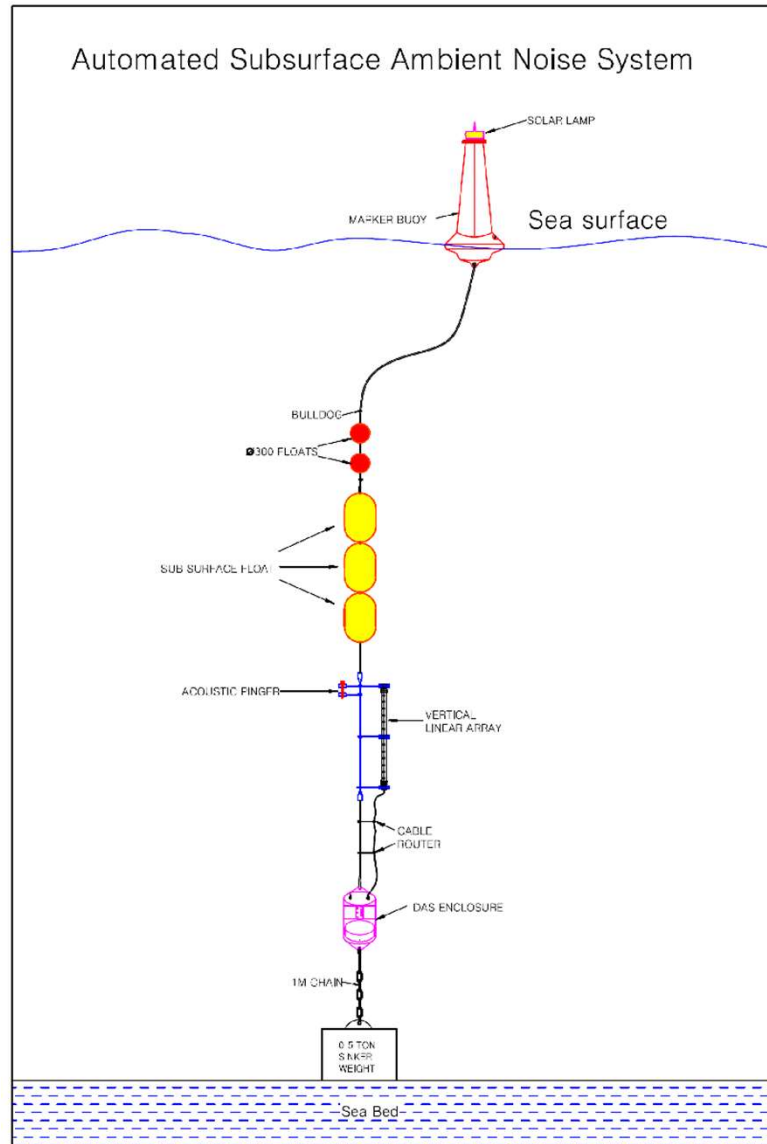 Automated Subsurface Ambient Noise System
SOLAR LAMP
MARKER BUOY
Sea surface
BULLDOG
Ø300 FLOATS
SUB SURFACE FLOAT
ACOUSTIC PINGER
VERTICAL
LINEAR ARRAY
CABLE
ROUTER
DAS ENCLOSURE
1M CHAIN
0.5 TON
SINKER
WEIGHT
Sea Bed